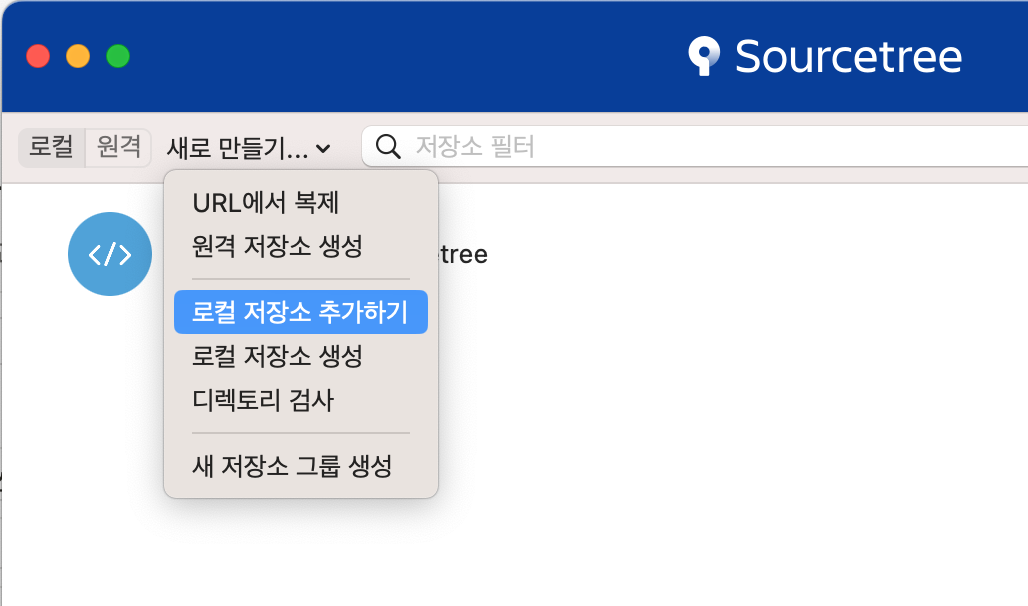 Sourcetree
로컬 원격 새로 만들기... 저장소 필터
URL에서 복제
원격 저장소 생성
</> tree
로컬 저장소 추가하기
로컬 저장소 생성
디렉토리 검사
새 저장소 그룹 생성